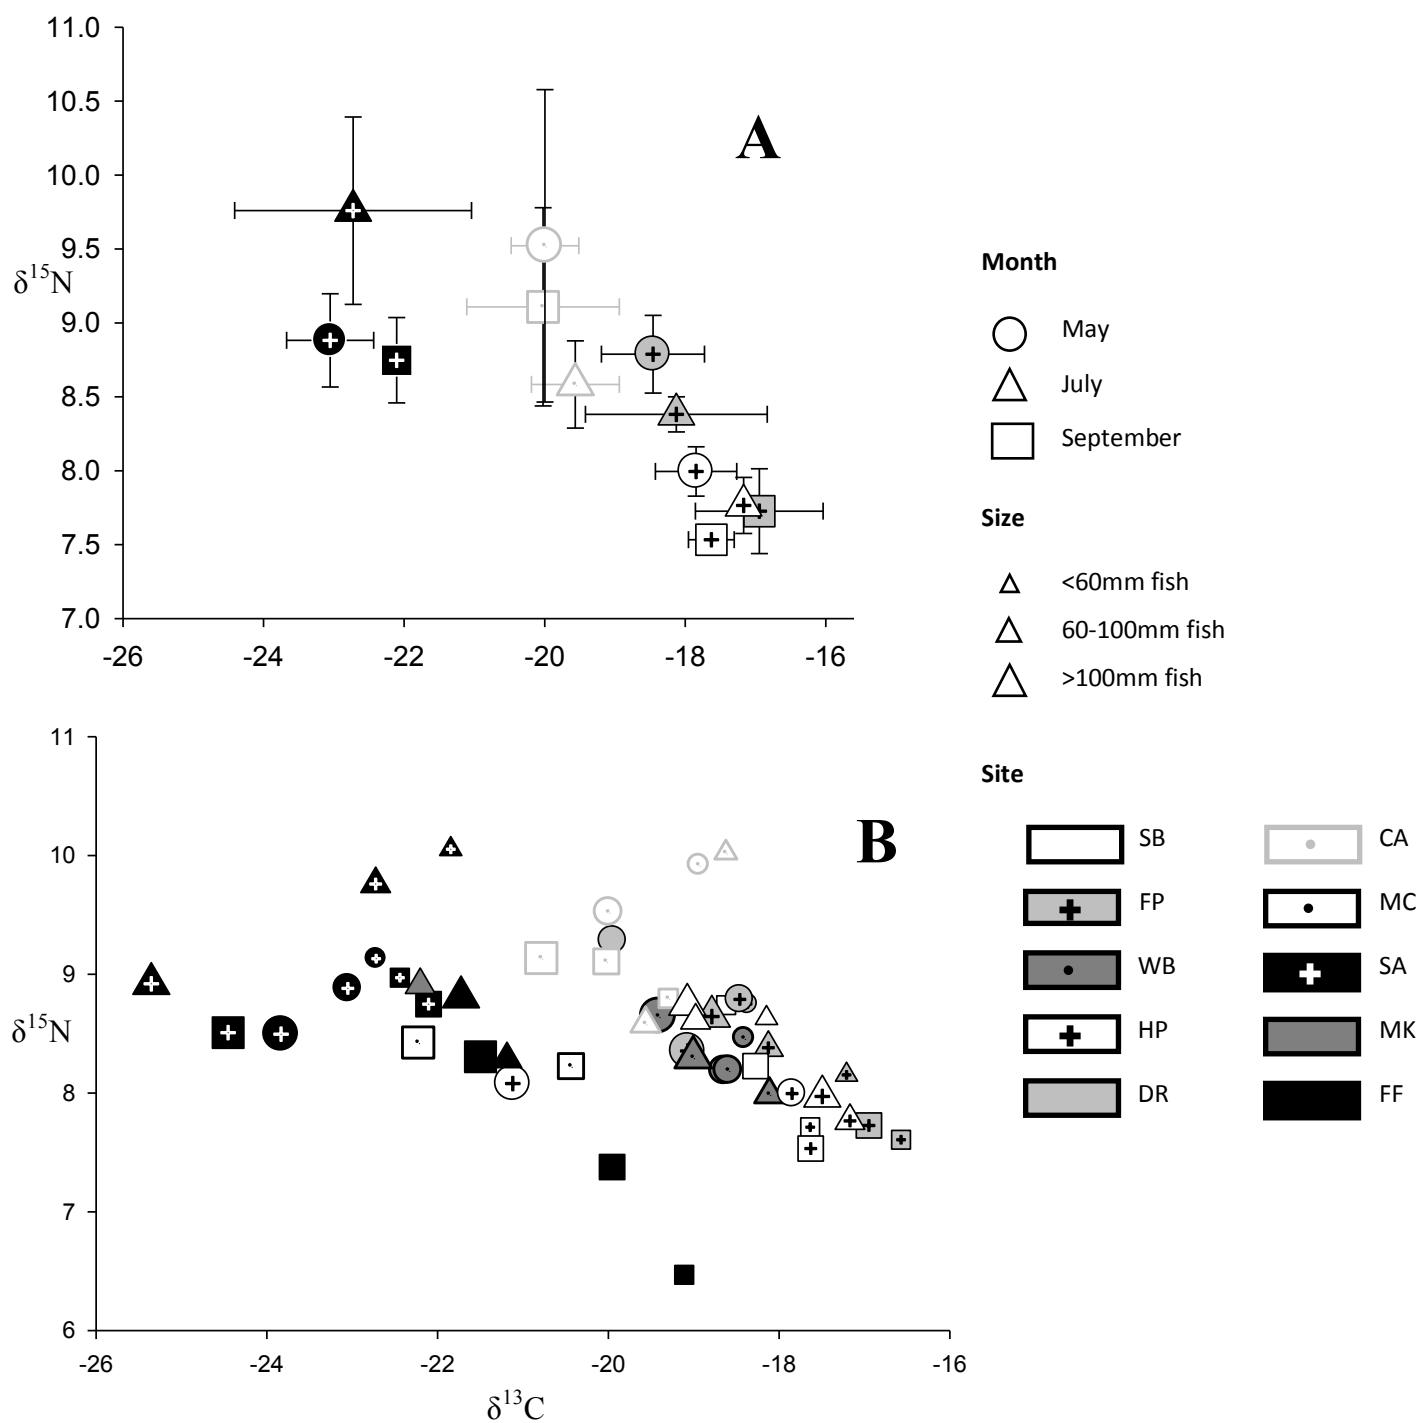 A
11.0
10.5
10.0
9.5
9.0
8.5
8.0
7.5
7.0
δ15N
-26 -24 -22 -20 -18 -16
Month
May
July
September
Size
<60mm fish
60-100mm fish
>100mm fish
Site
SB CA
FP MC
WB SA
HP MK
DR FF
B
11
10
9
8
7
6
δ15N
-26 -24 -22 -20 -18 -16
δ13C